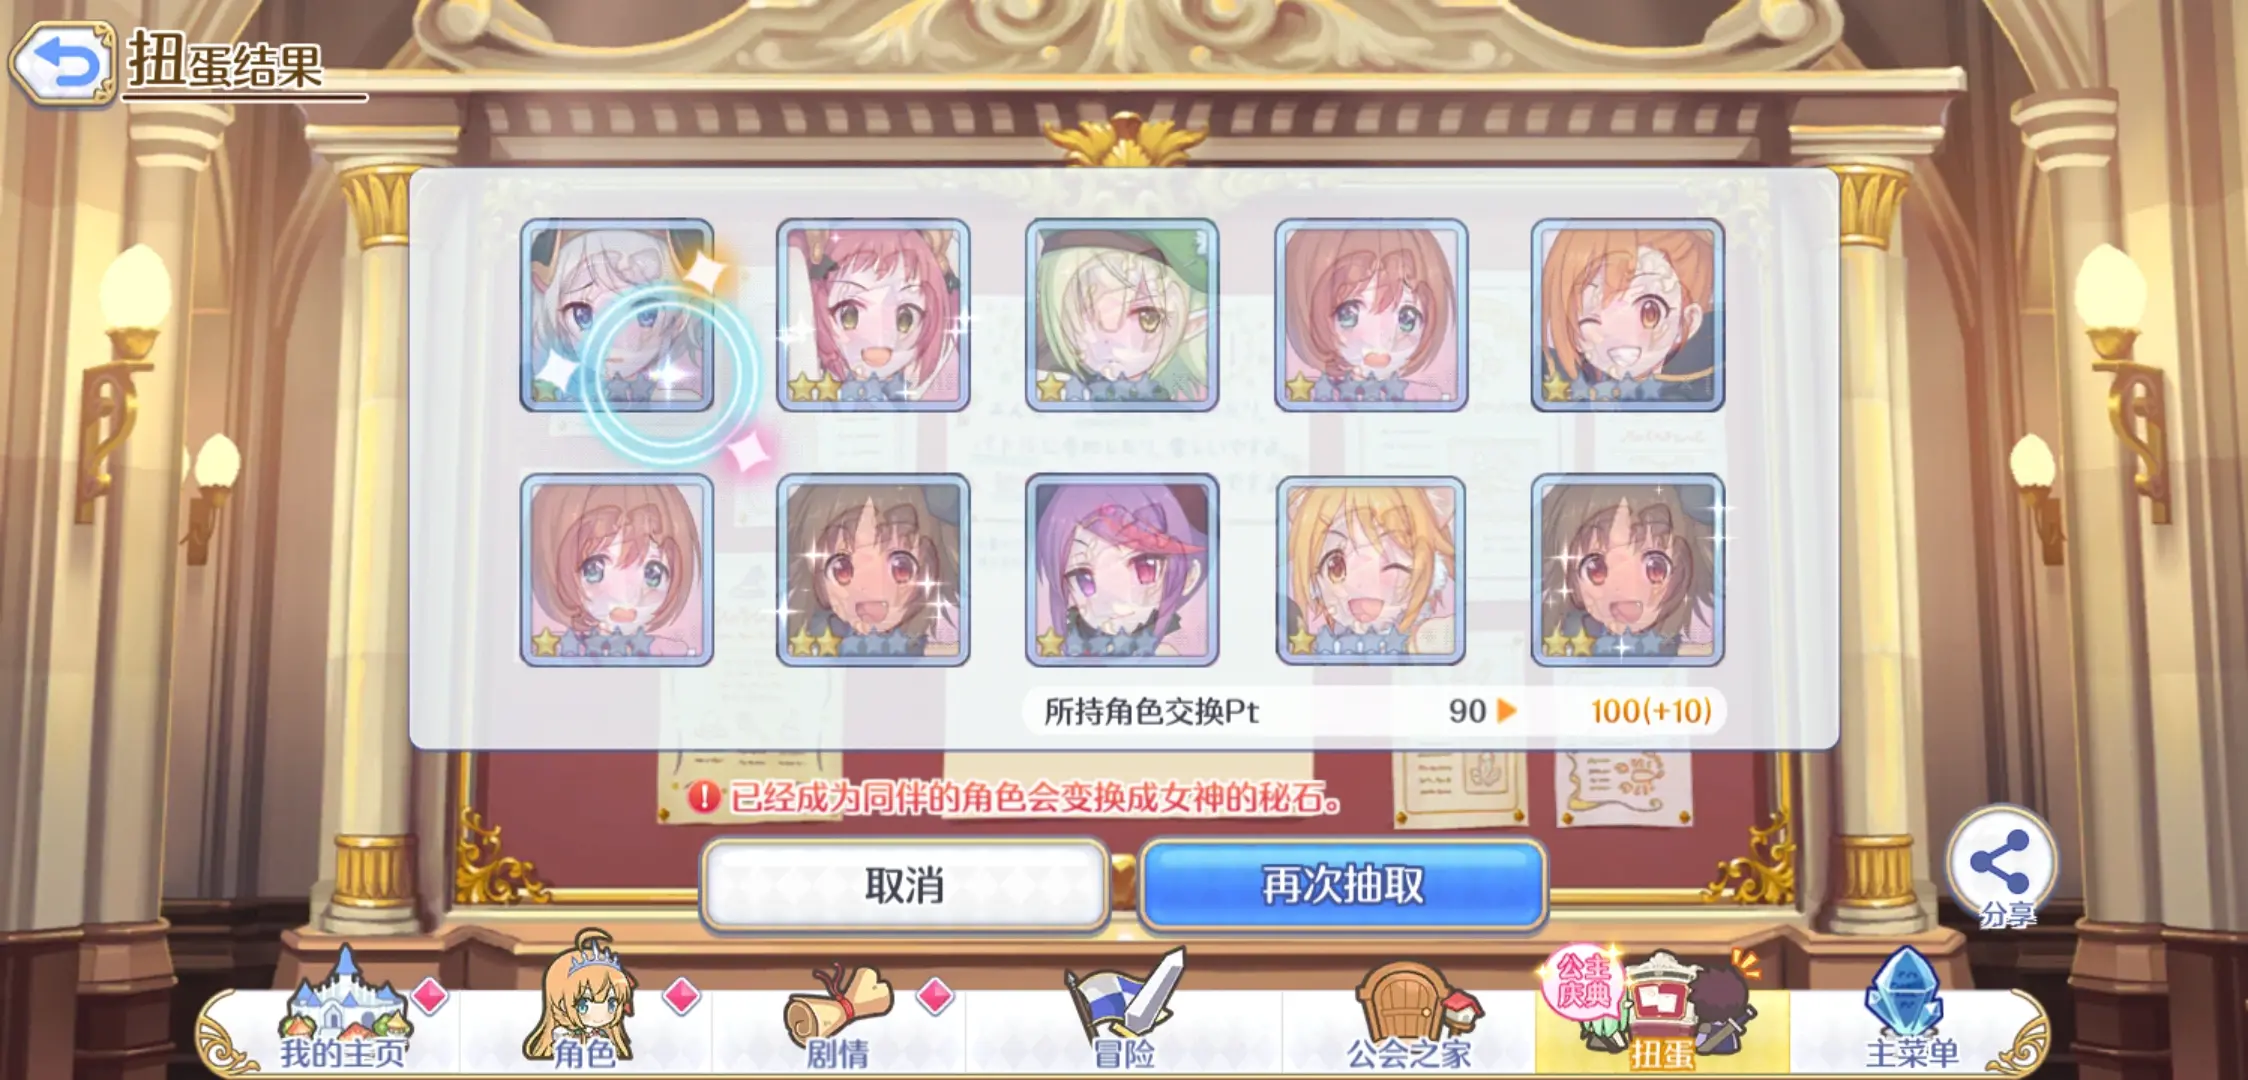 扭蛋结果
所持角色交换Pt 90 100(+10)
已经成为同伴的角色会变换成女神的秘石。
取消
再次抽取
分享
我的主页
角色
剧情
冒险
公会之家
公主
庆典
扭蛋
主菜单